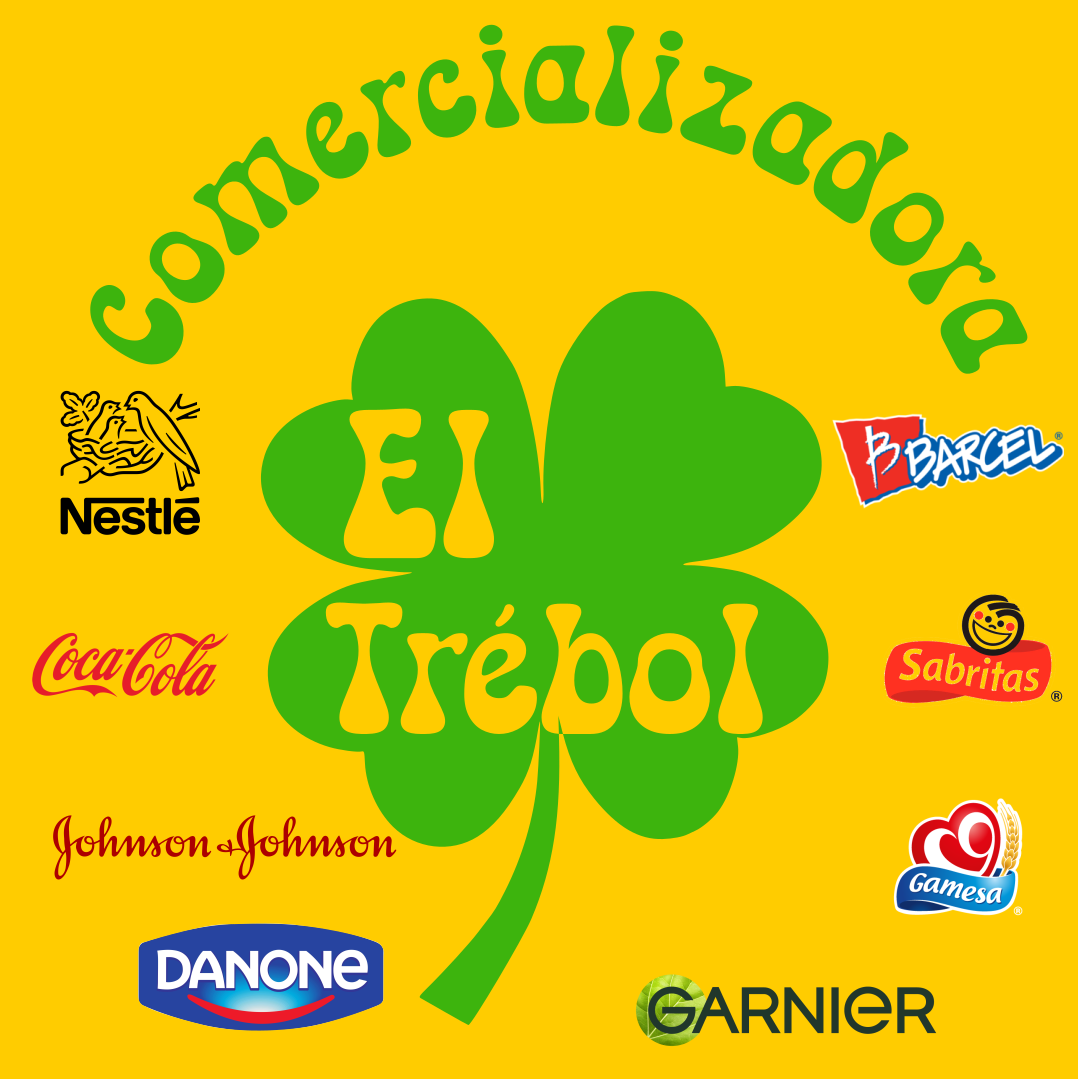 Comercializadora
El
Trébol
Nestlé
BARCEL®
Coca-Cola
Sabritas®
Johnson & Johnson
Gamesa®
DANONE
GARNIER